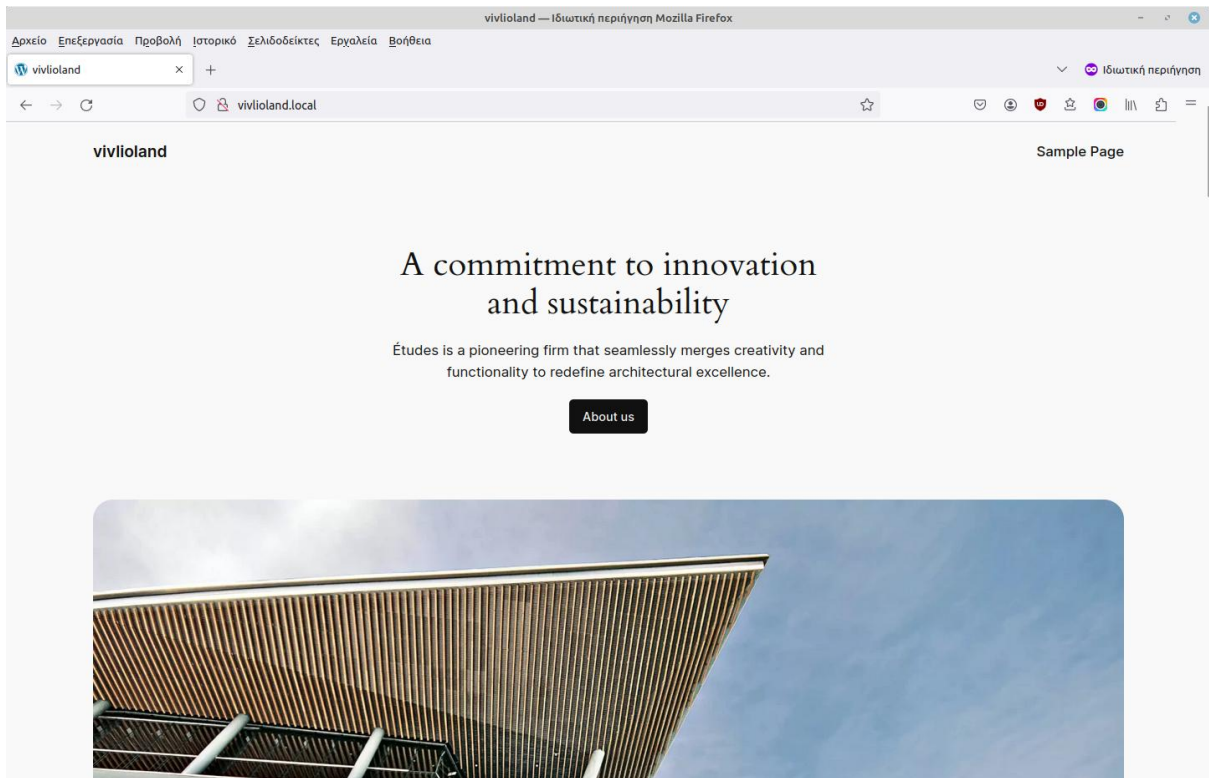 vivlioland — Ιδιωτική περιήγηση Mozilla Firefox
Αρχείο Επεξεργασία Προβολή Ιστορικό Σελιδοδείκτες Εργαλεία Βοήθεια
vivlioland Ιδιωτική περιήγηση
vivlioland.local
vivlioland Sample Page
A commitment to innovation
and sustainability
Études is a pioneering firm that seamlessly merges creativity and
functionality to redefine architectural excellence.
About us